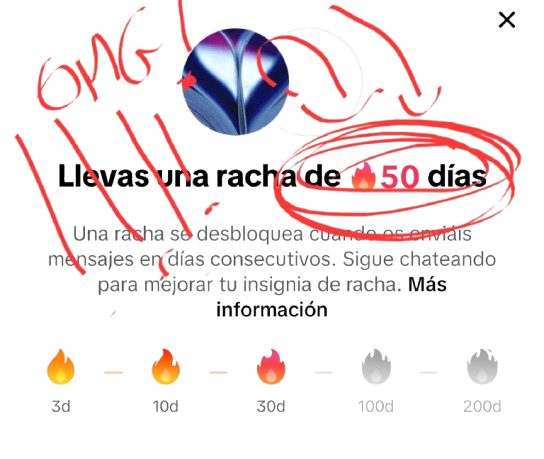 OMG!
Llevas una racha de 50 días
Una racha se desbloquea cuando os enviáis
mensajes en días consecutivos. Sigue chateando
para mejorar tu insignia de racha. Más
información
3d 10d 30d 100d 200d